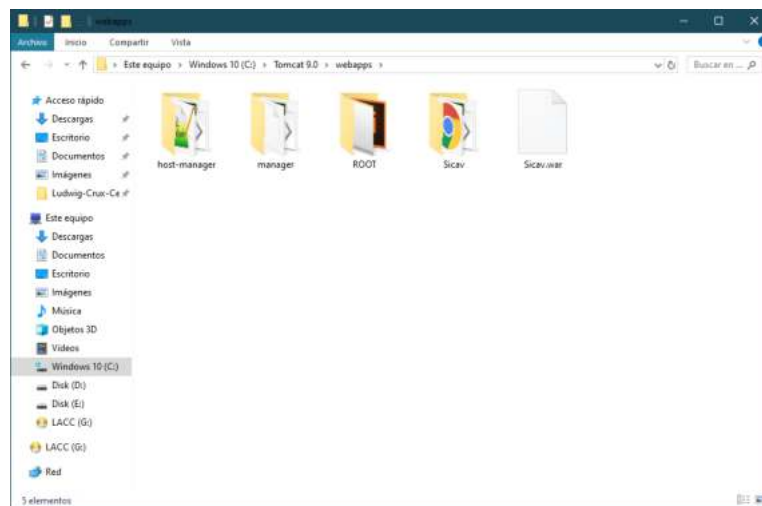 webapps
Archivo Inicio Compartir Vista
Este equipo > Windows 10 (C:) > Tomcat 9.0 > webapps >
Buscar en ...
Acceso rápido
Descargas
Escritorio
Documentos
Imágenes
Ludwig-Crux-Ce
Este equipo
Descargas
Documentos
Escritorio
Imágenes
Música
Objetos 3D
Videos
Windows 10 (C:)
Disk (D:)
Disk (E:)
LACC (G:)
LACC (G:)
Red
host-manager manager ROOT Sicav Sicav.war
5 elementos